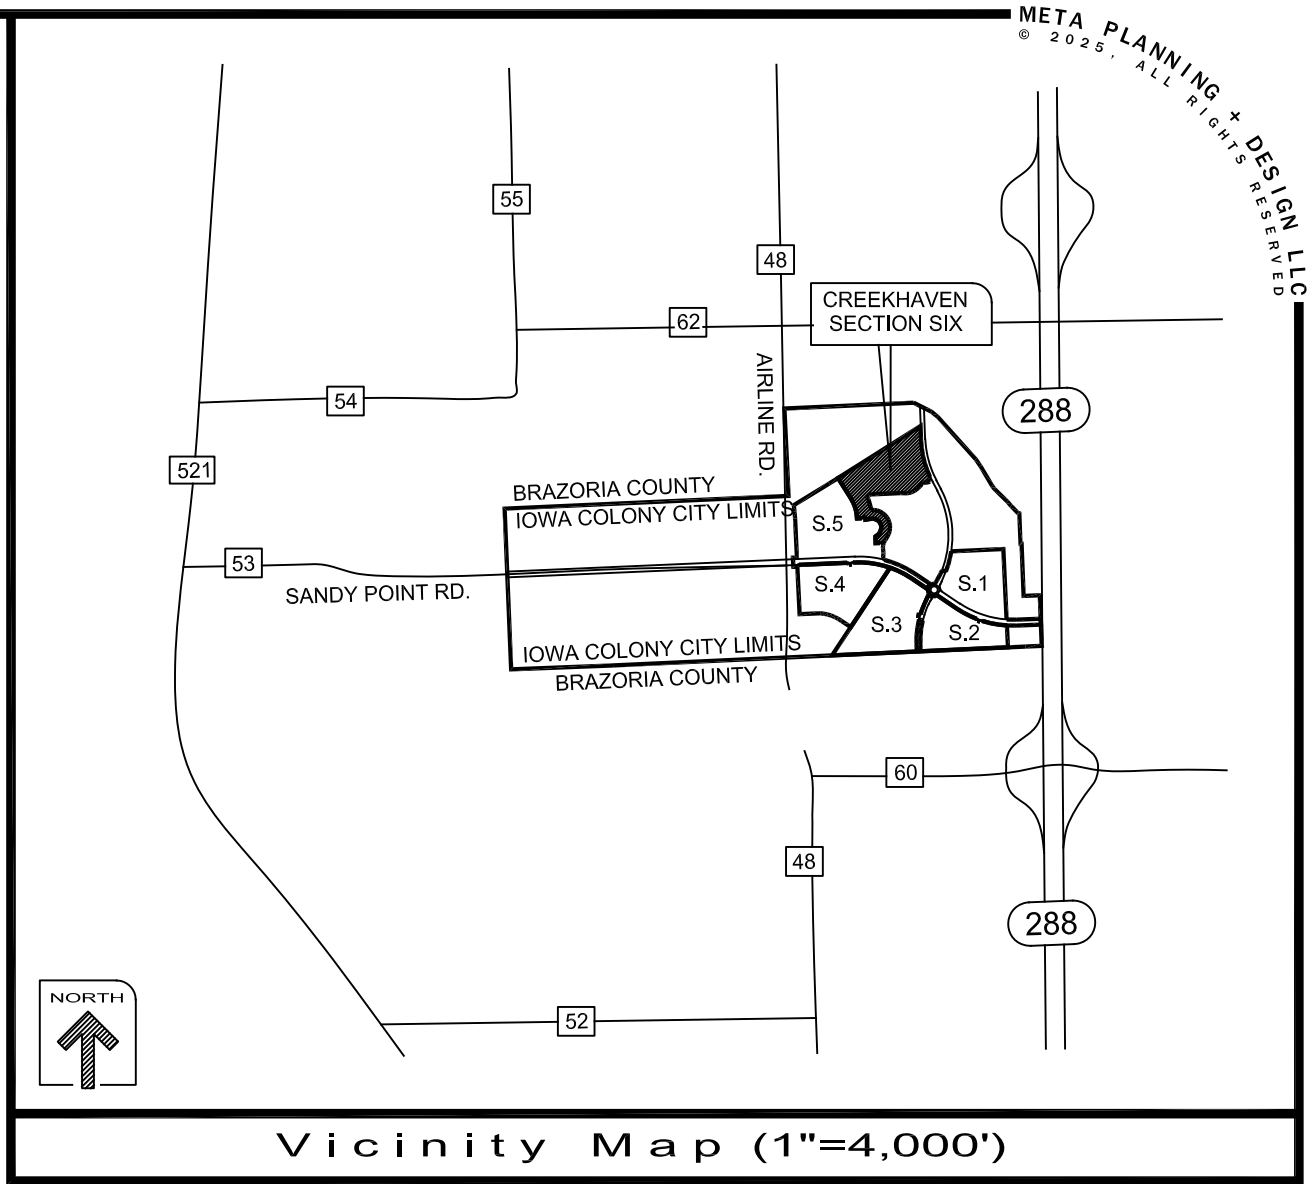 META PLANNING + DESIGN LLC
© 2025, ALL RIGHTS RESERVED
55
48
CREEKHAVEN
SECTION SIX
62
AIRLINE RD.
54
288
521
BRAZORIA COUNTY
IOWA COLONY CITY LIMITS
S.5
53
SANDY POINT RD.
S.4
S.1
S.3
S.2
IOWA COLONY CITY LIMITS
BRAZORIA COUNTY
60
48
288
NORTH
52
Vicinity Map (1"=4,000')